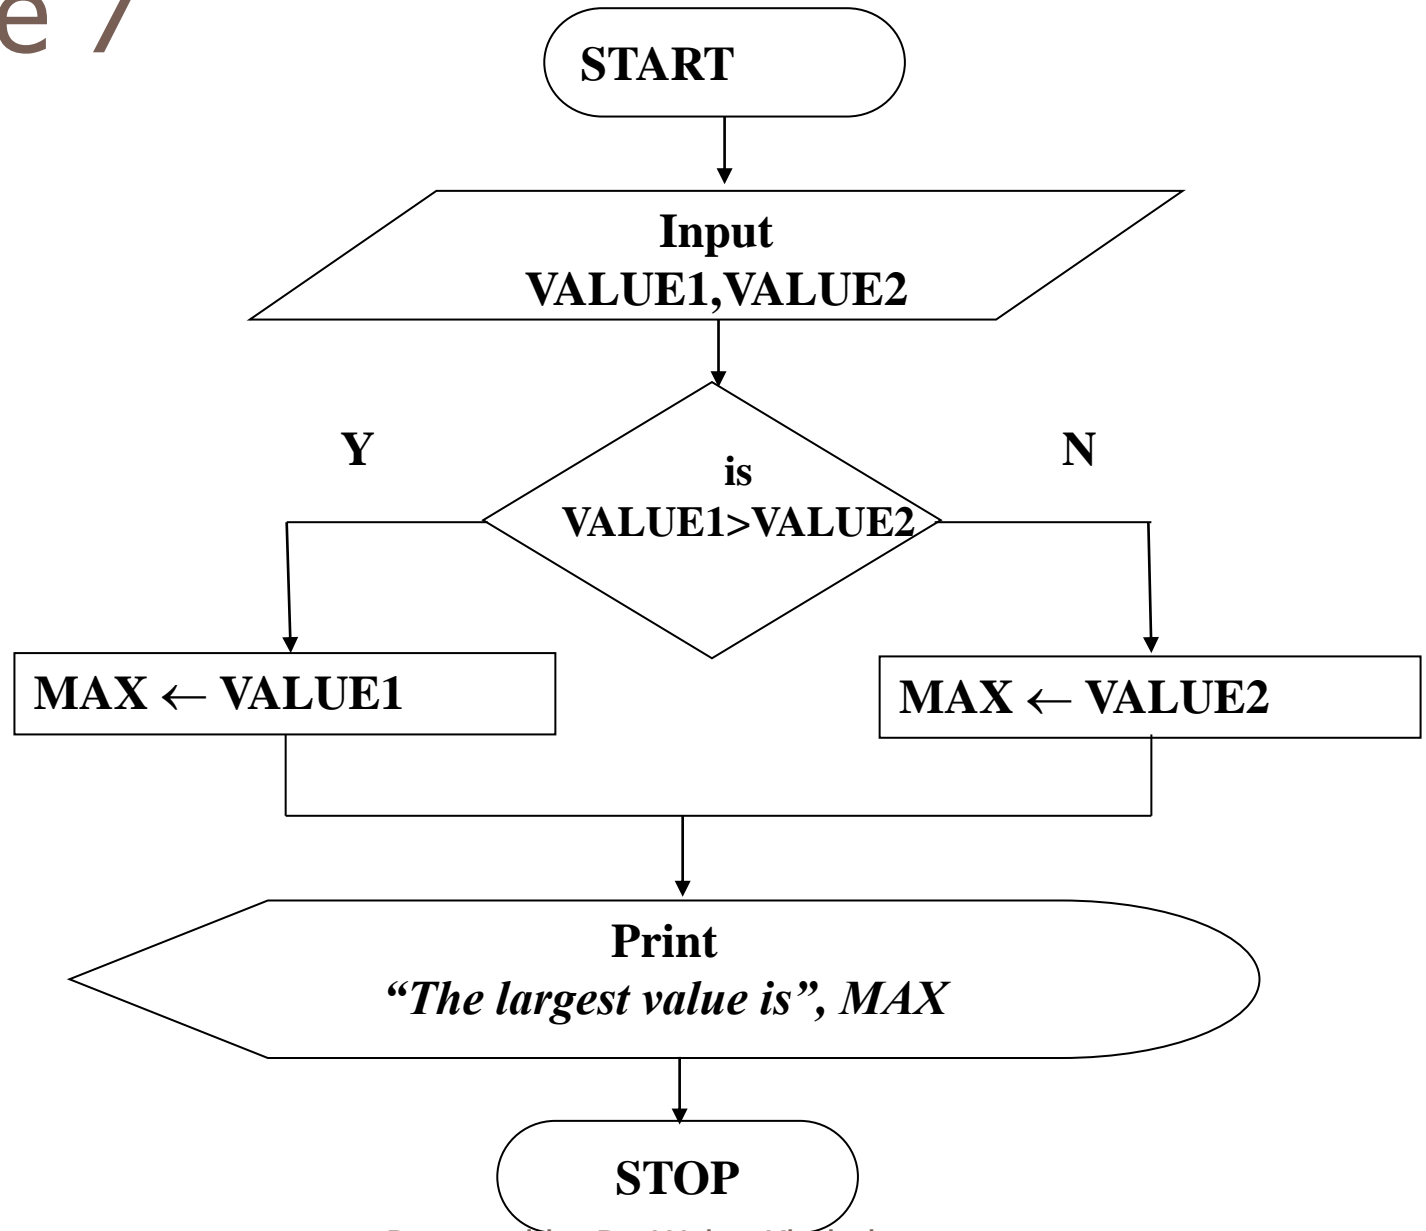 e 7
START
Input
VALUE1,VALUE2
Y
N
is
VALUE1>VALUE2
MAX ← VALUE1
MAX ← VALUE2
Print
“The largest value is”, MAX
STOP